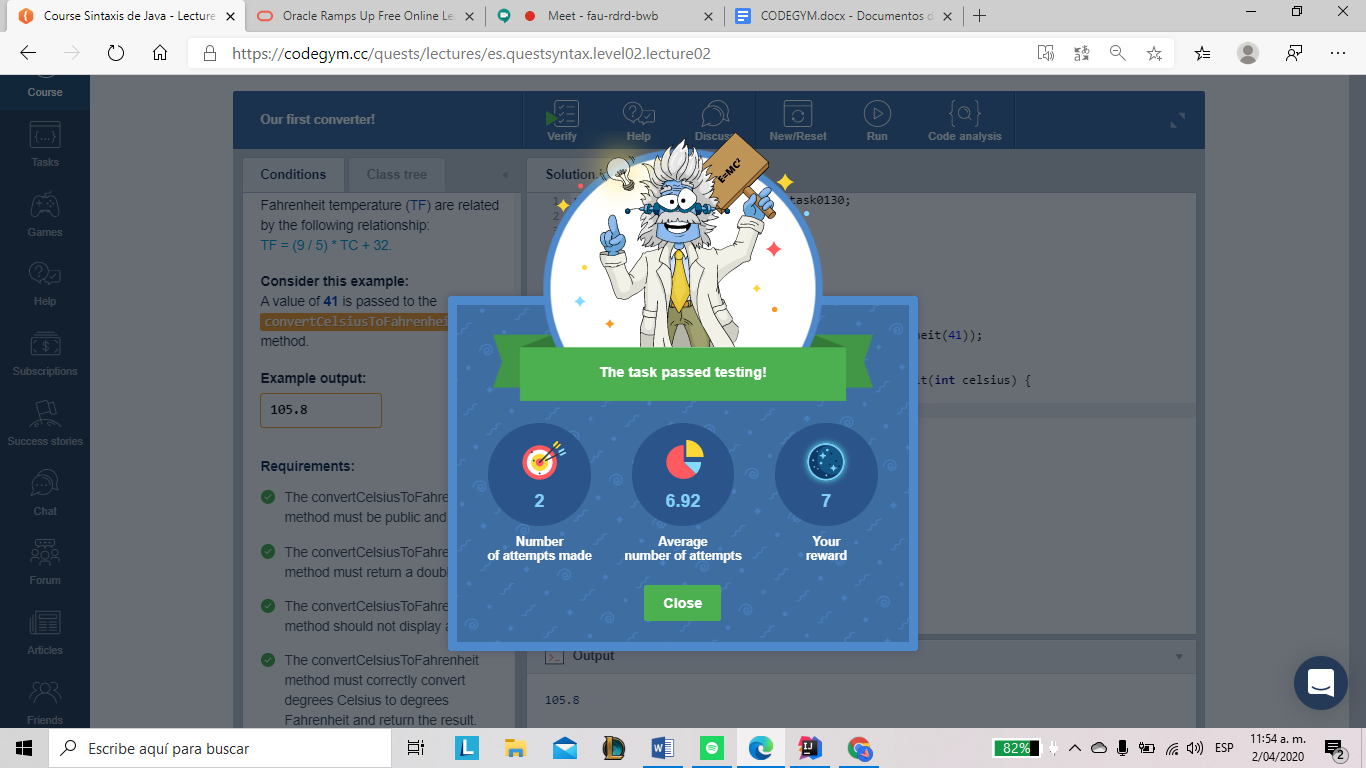 Course Sintaxis de Java - Lecture
Oracle Ramps Up Free Online Le
Meet - fau-rdrd-bwb
CODEGYM.docx - Documentos d
https://codegym.cc/quests/lectures/es.questsyntax.level02.lecture02
Course
Tasks
Games
Help
Subscriptions
Success stories
Chat
Forum
Articles
Friends
Our first converter!
Verify
Help
Discuss
New/Reset
Run
Code analysis
Conditions
Class tree
Fahrenheit temperature (TF) are related
by the following relationship:
TF = (9 / 5) * TC + 32.
Consider this example:
A value of 41 is passed to the
convertCelsiusToFahrenhei
method.
Example output:
105.8
Requirements:
The convertCelsiusToFahre
method must be public and
The convertCelsiusToFahre
method must return a doub
The convertCelsiusToFahre
method should not display
The convertCelsiusToFahrenheit
method must correctly convert
degrees Celsius to degrees
Fahrenheit and return the result.
Solution.j
1
2
task0130;
eit(41));
it(int celsius) {
E=MC²
The task passed testing!
2
Number
of attempts made
6.92
Average
number of attempts
7
Your
reward
Close
Output
105.8
Escribe aquí para buscar
82%
ESP
11:54 a. m.
2/04/2020
2